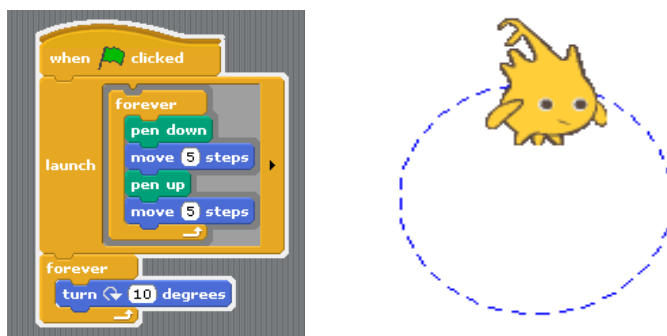 when clicked
forever
pen down
move 5 steps
launch
pen up
move 5 steps
forever
turn 10 degrees